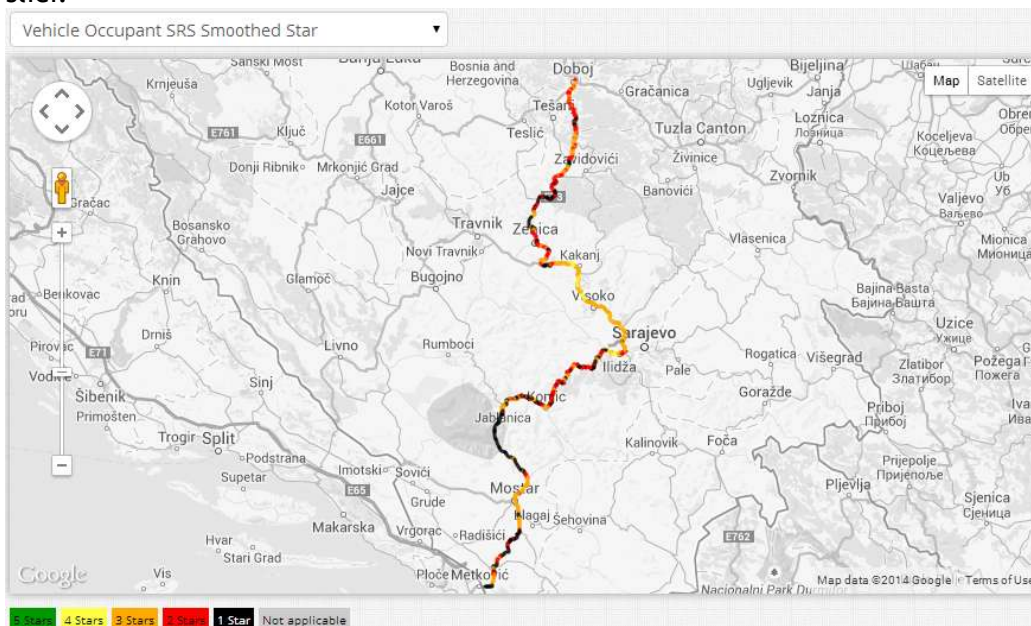 Vehicle Occupant SRS Smoothed Star
Sanski Most
Bosnia and
Herzegovina
Doboj
Bijeljina
Map
Satellite
Krnjeuša
Gračanica
Ugljevik
Janja
Kotor Varoš
Loznica
Лозница
E761
Ključ
E661
Teslić
Tuzla Canton
Koceljeva
Коцељева
Donji Ribnik
Mrkonjić Grad
Zavidovići
Živinice
Zvornik
Ub
Уб
Jajce
Banovići
Valjevo
Ваљево
Gračac
Bosansko
Grahovo
Travnik
Zenica
Vlasenica
Mionica
Мионица
Novi Travnik
Kakanj
Knin
Glamoč
Bugojno
Visoko
Bajina Basta
Бајина Башта
Benkovac
Drniš
Livno
Rumboci
Sarajevo
Uzice
Ужице
E71
Ilidža
Pale
Rogatica
Višegrad
Zlatibor
Златибор
Požega
Пожега
Šibenik
Sinj
Konjic
Goražde
Primošten
Jablanica
Priboj
Прибој
Trogir
Split
Kalinovik
Foča
Podstrana
Imotski
Sovići
Prijepolje
Пријепоље
Supetar
E65
Grude
Mostar
Pljevlja
Sjenica
Сјеница
Makarska
Vrgorac
Radišići
Blagaj
Šehovina
E762
Hvar
Stari Grad
Google
Vis
Ploče
Metković
Nacionalni Park Durmitor
Map data ©2014 Google
Terms of Use
5 Stars
4 Stars
3 Stars
2 Stars
1 Star
Not applicable